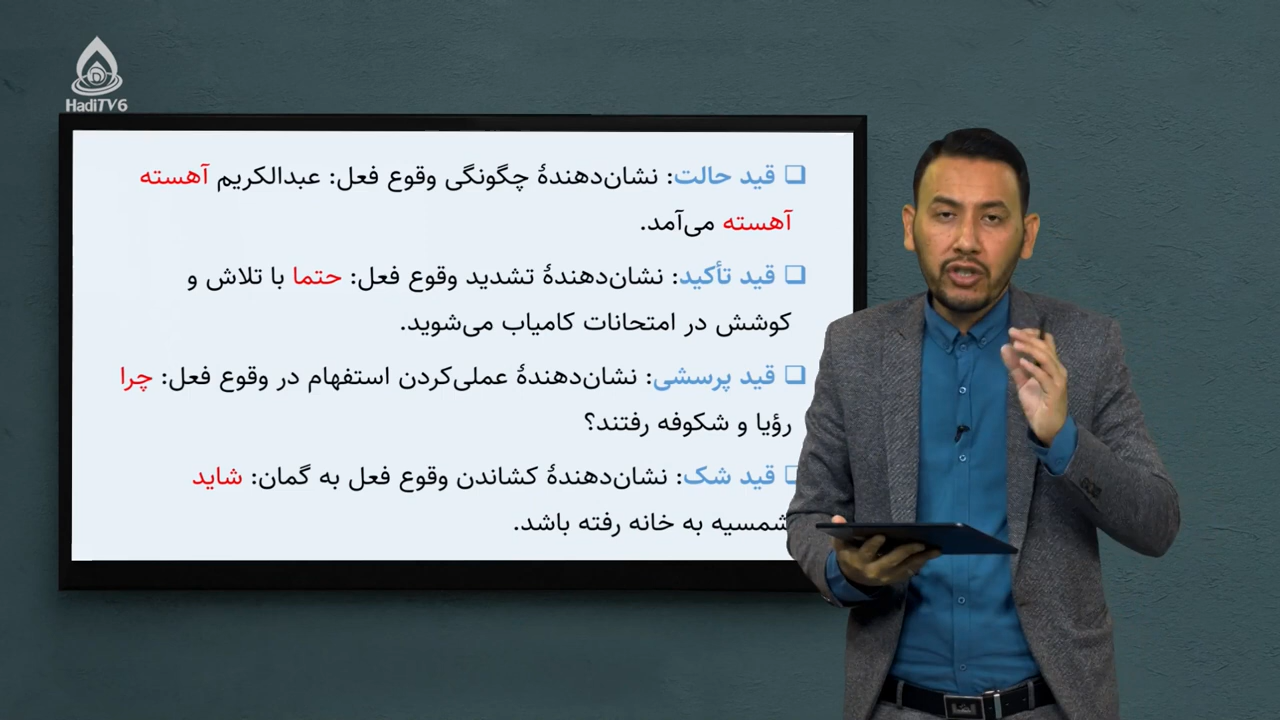 HadiTV6
❑ قید حالت: نشان‌دهندهٔ چگونگی وقوع فعل: عبدالکریم آهسته
آهسته می‌آمد.
❑ قید تأکید: نشان‌دهندهٔ تشدید وقوع فعل: حتما با تلاش و
کوشش در امتحانات کامیاب می‌شوید.
❑ قید پرسشی: نشان‌دهندهٔ عملی‌کردن استفهام در وقوع فعل: چرا
رؤیا و شکوفه رفتند؟
❑ قید شک: نشان‌دهندهٔ کشاندن وقوع فعل به گمان: شاید
شمسیه به خانه رفته باشد.